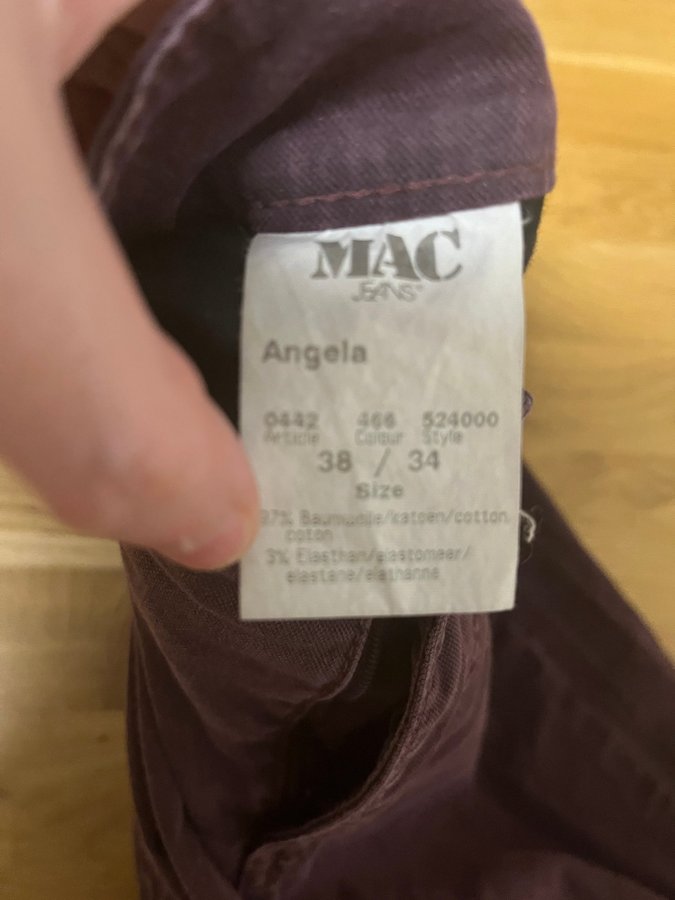 MAC
JEANS
Angela
0442 466 524000
Article Colour Style
38 / 34
Size
97% Baumwolle/katoen/cotton
coton
3% Elasthan/elastomeer/
elastane/elathanne